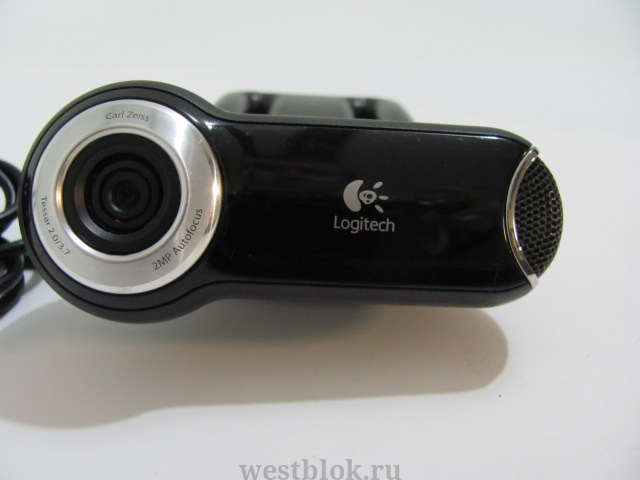 Carl Zeiss
Tessar 2.0/3.7
2MP Autofocus
Logitech
westblok.ru